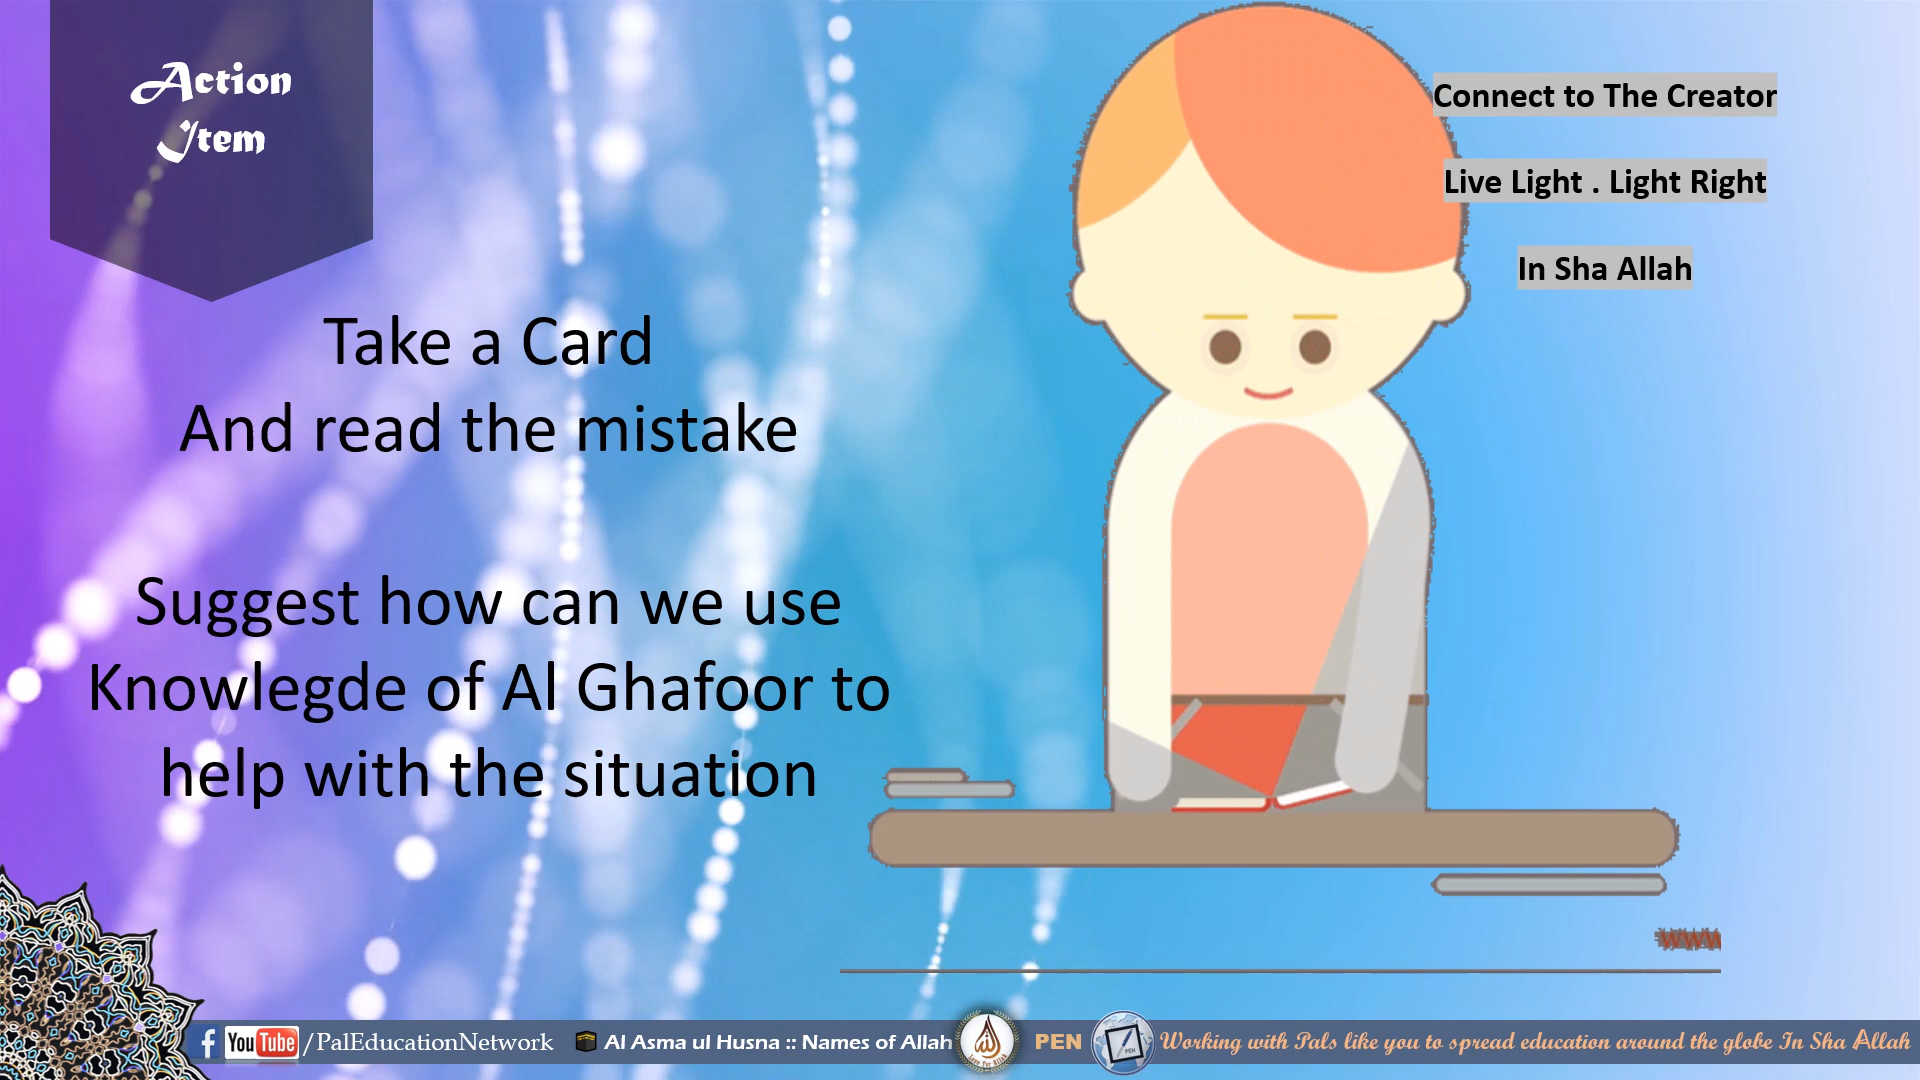 Action
Item
Connect to The Creator
Live Light . Light Right
In Sha Allah
Take a Card
And read the mistake
Suggest how can we use
Knowlegde of Al Ghafoor to
help with the situation
www
f YouTube /PalEducationNetwork Al Asma ul Husna :: Names of Allah PEN Working with Pals like you to spread education around the globe In Sha Allah